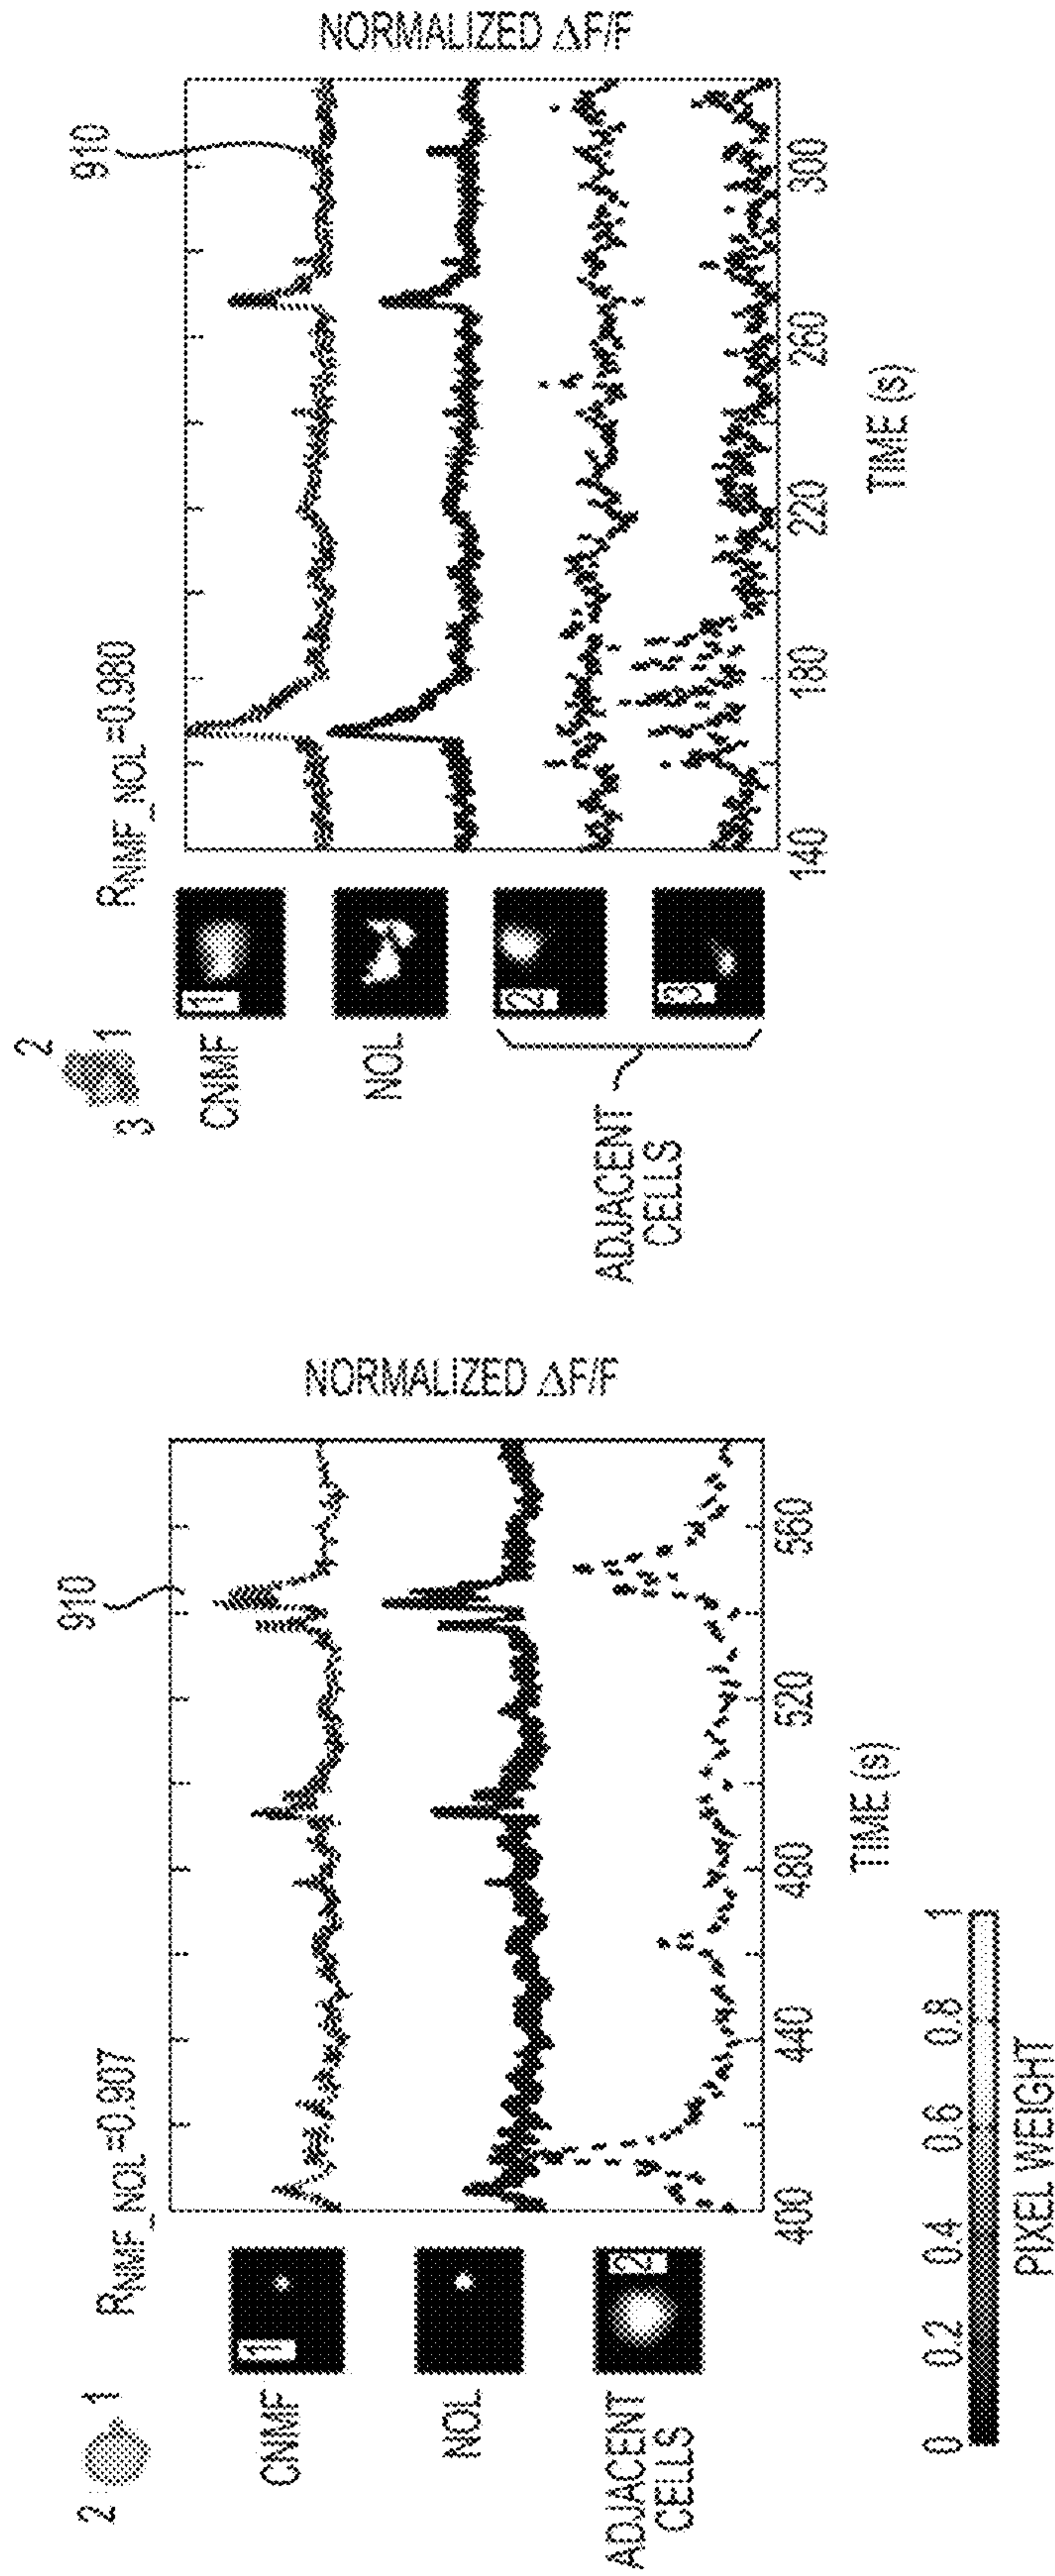 2
1
R_NMF_NOL=0.907
910
CNMF
1
NOL
ADJACENT
CELLS
2
NORMALIZED ΔF/F
400
440
480
520
560
TIME (s)
0
0.2
0.4
0.6
0.8
1
PIXEL WEIGHT
2
3
1
R_NMF_NOL=0.980
910
CNMF
1
NOL
2
3
ADJACENT
CELLS
NORMALIZED ΔF/F
140
180
220
260
300
TIME (s)